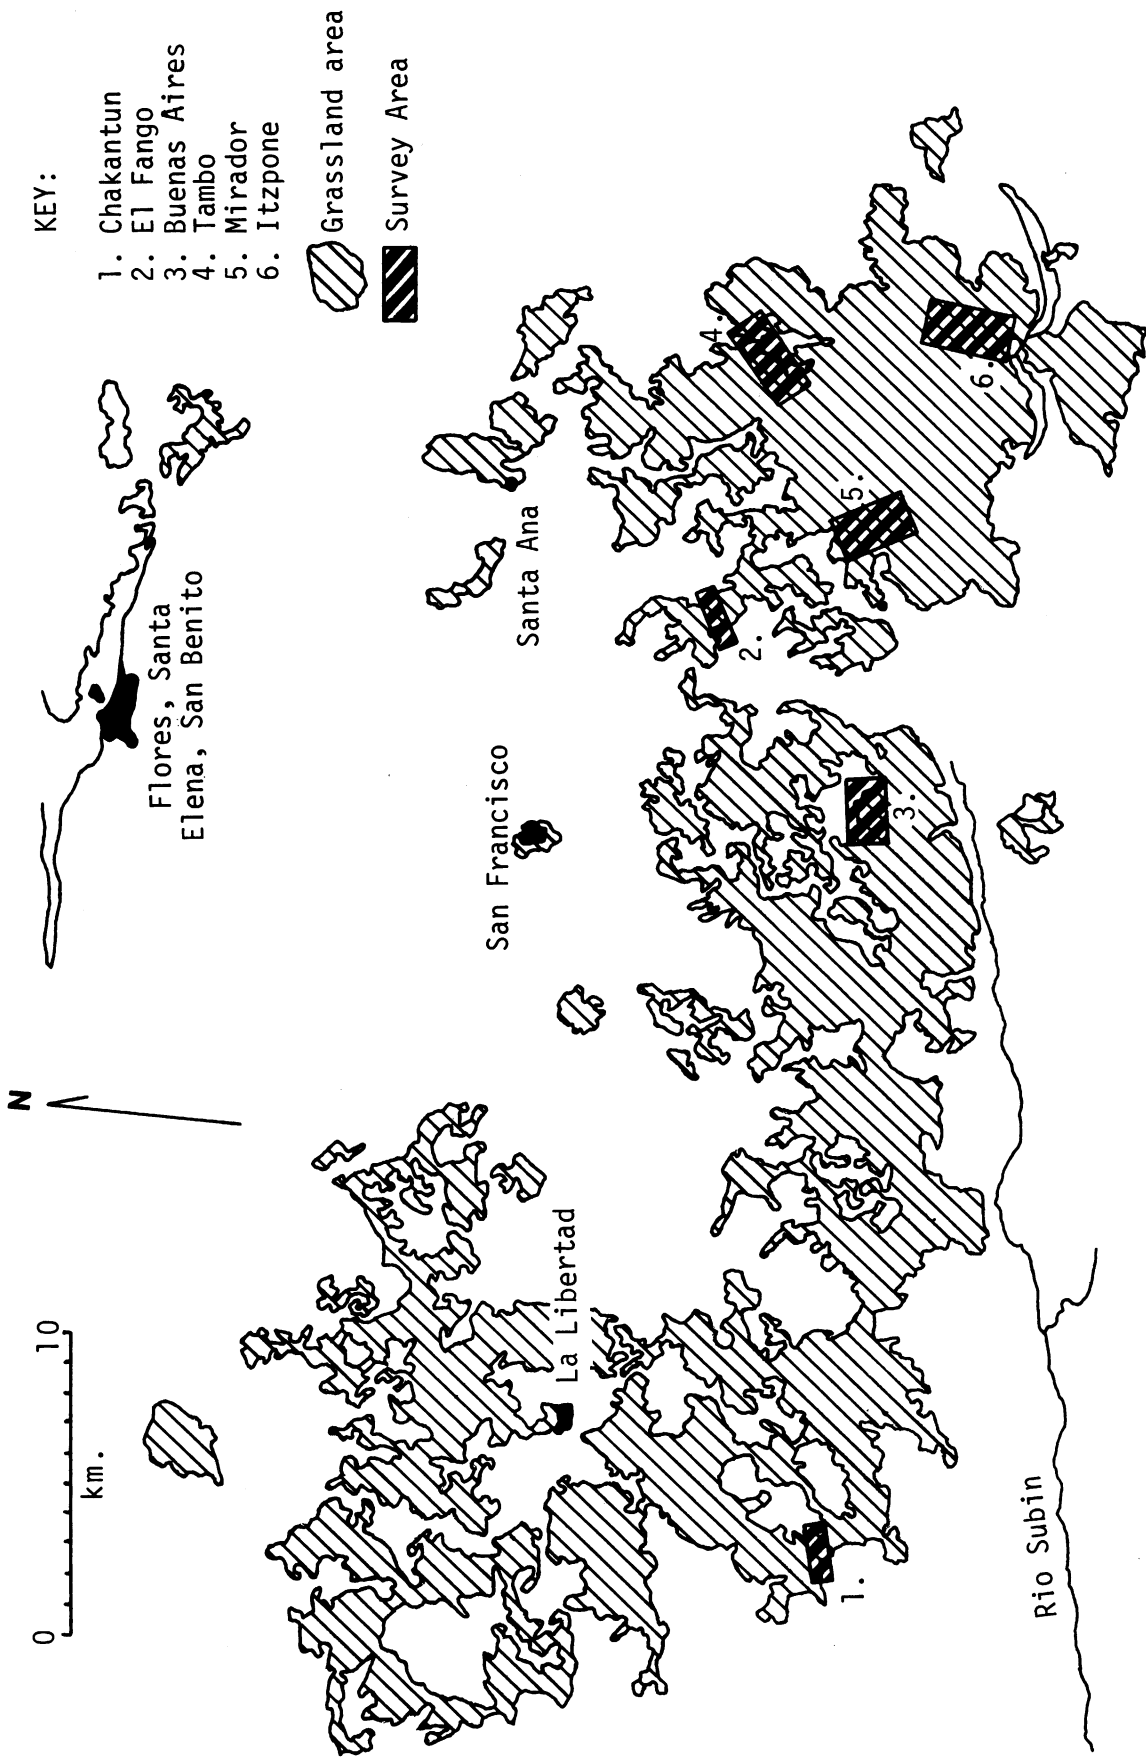 KEY:
1. Chakantun
2. El Fango
3. Buenas Aires
4. Tambo
5. Mirador
6. Itzpone
Grassland area
Survey Area
Flores, Santa
Elena, San Benito
N
0
10
km.
Santa Ana
San Francisco
La Libertad
Rio Subin
1.
2.
3.
4.
5.
6.